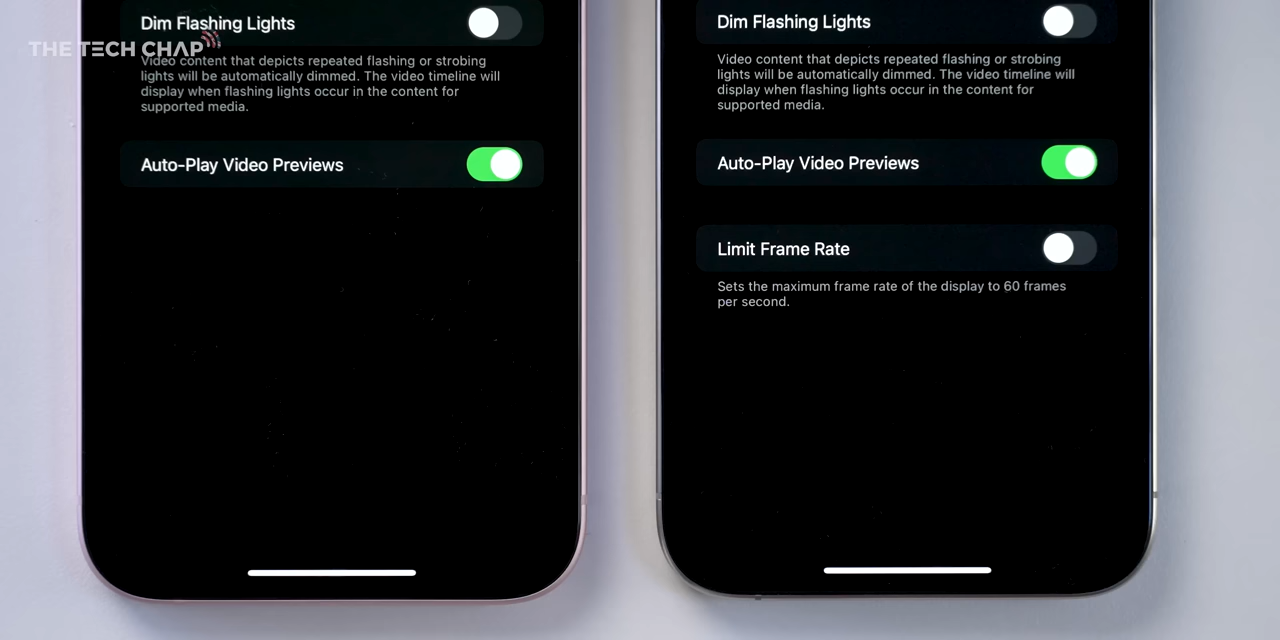 Dim Flashing Lights
THE TECH CHAP
Video content that depicts repeated flashing or strobing
lights will be automatically dimmed. The video timeline will
display when flashing lights occur in the content for
supported media.
Auto-Play Video Previews
Dim Flashing Lights
Video content that depicts repeated flashing or strobing
lights will be automatically dimmed. The video timeline will
display when flashing lights occur in the content for
supported media.
Auto-Play Video Previews
Limit Frame Rate
Sets the maximum frame rate of the display to 60 frames
per second.